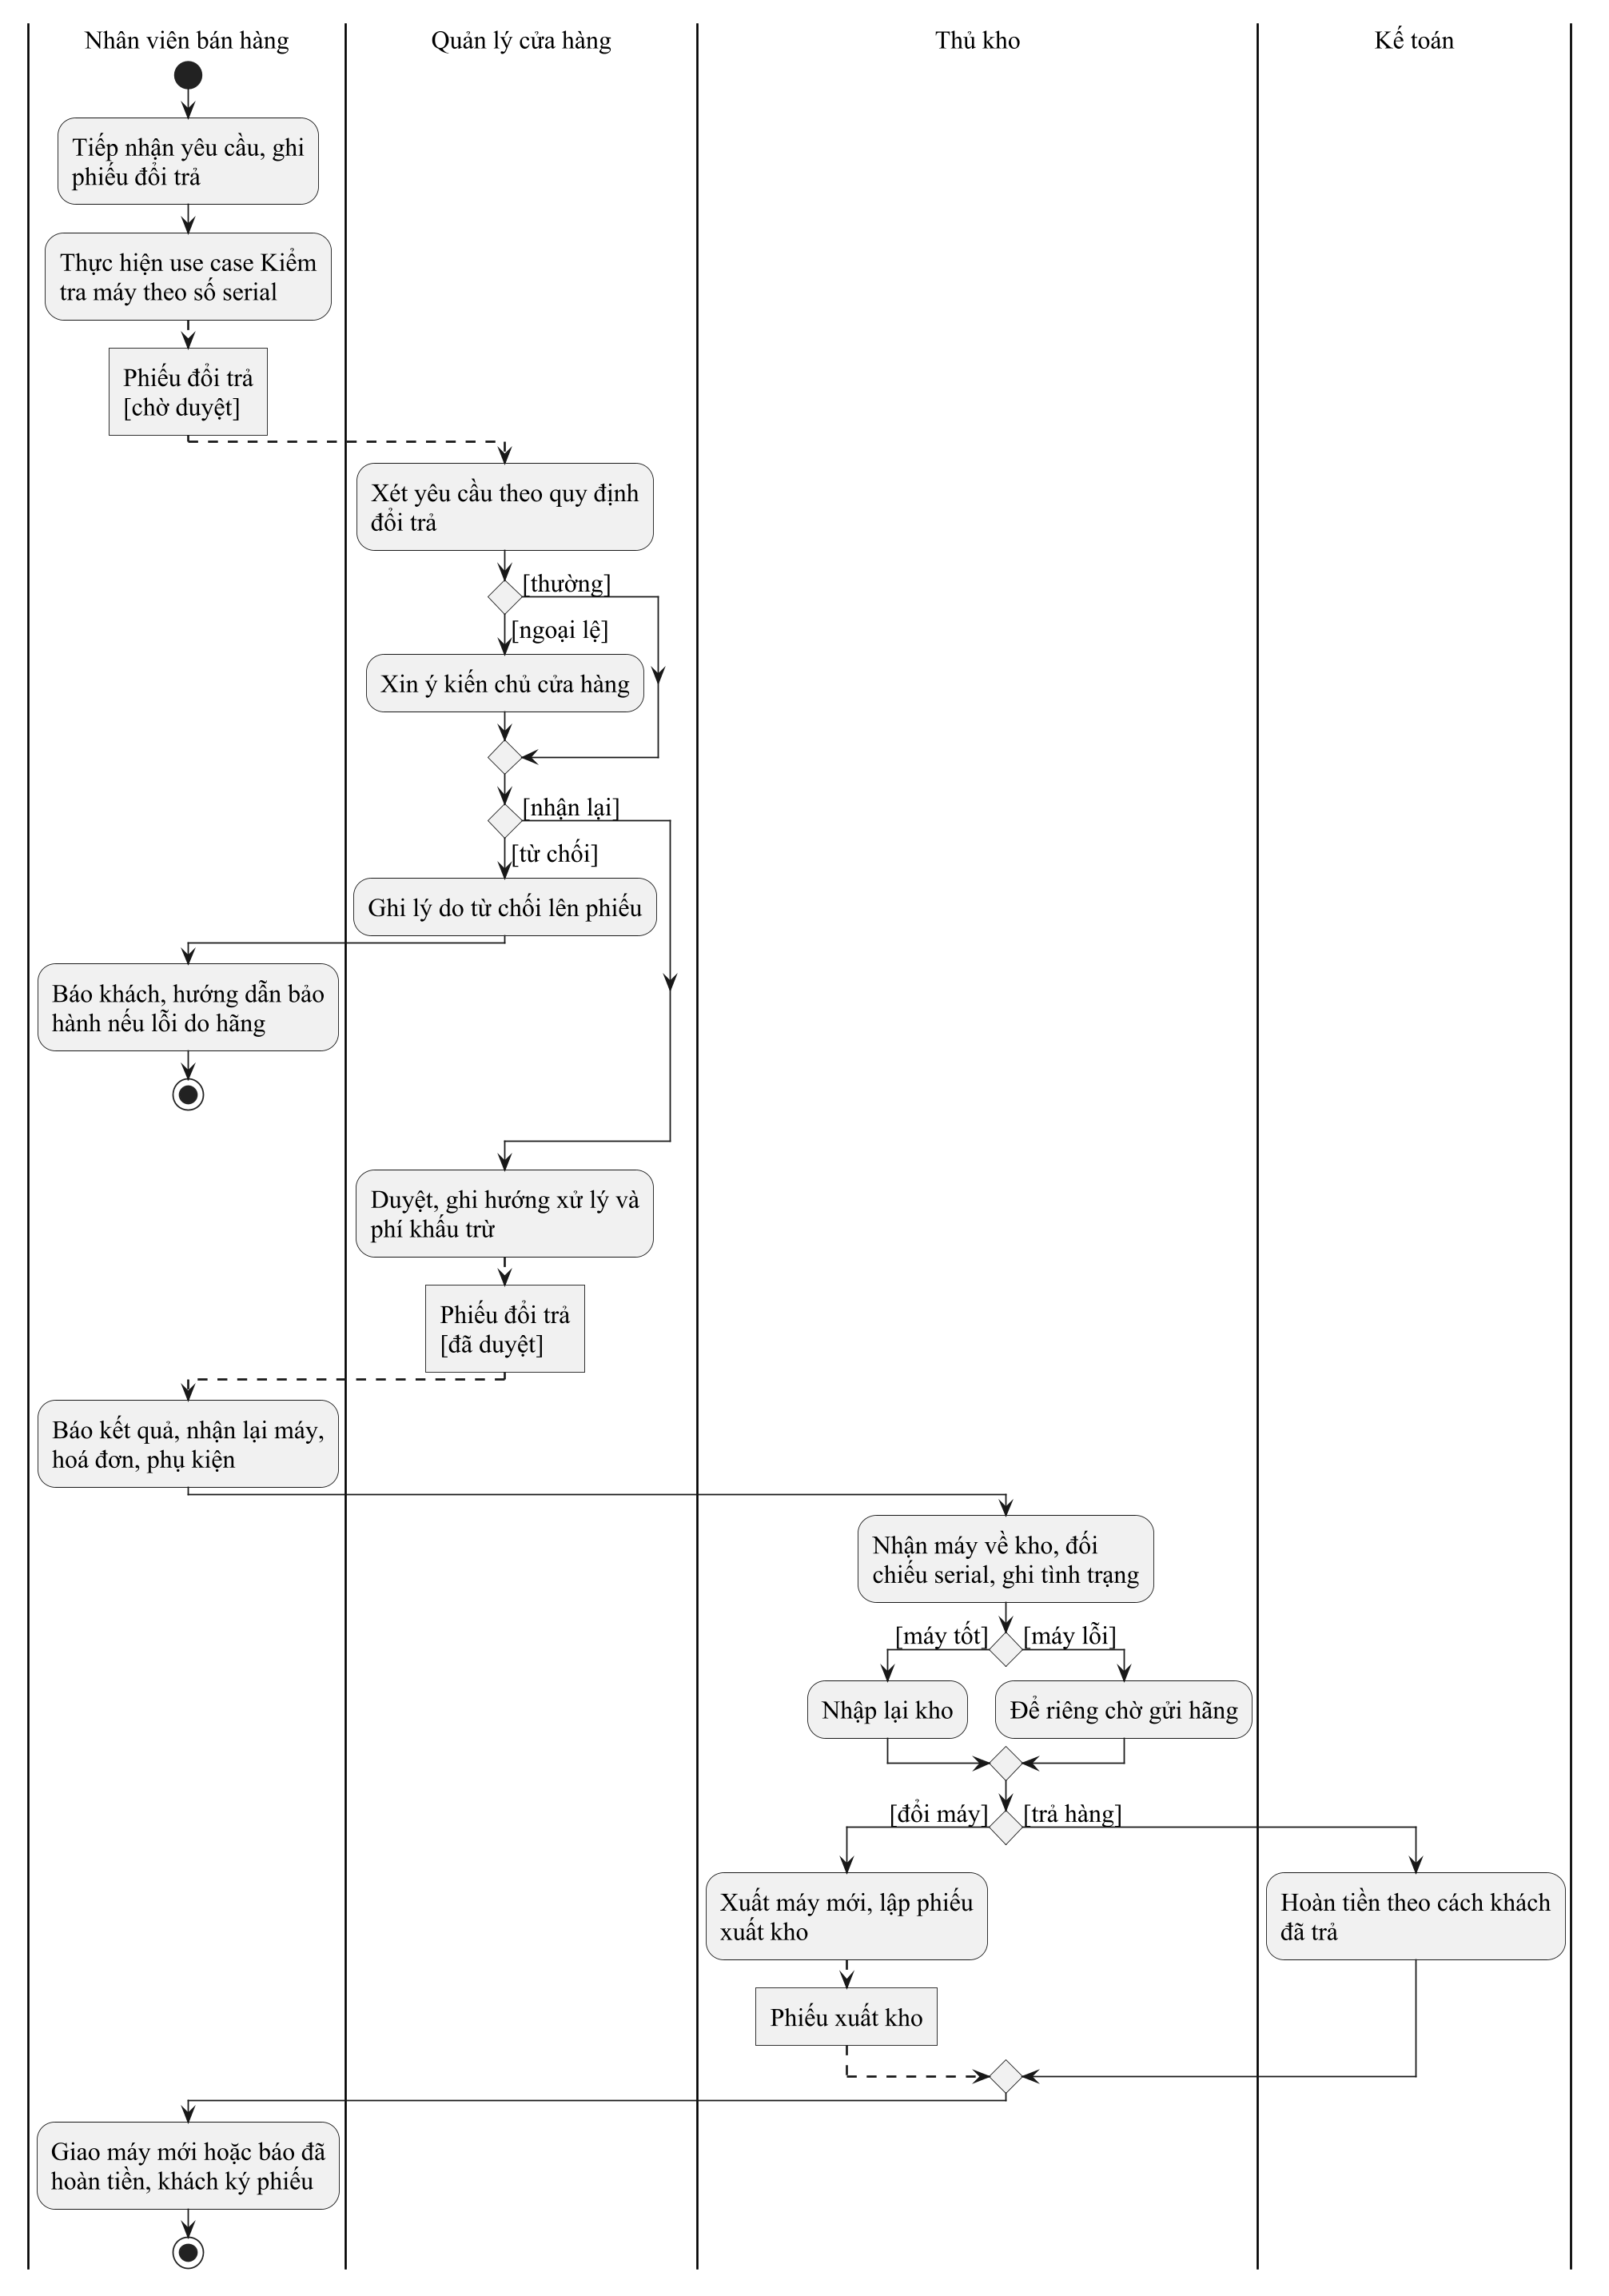 Nhân viên bán hàng
Quản lý cửa hàng
Thủ kho
Kế toán
Tiếp nhận yêu cầu, ghi
phiếu đổi trả
Thực hiện use case Kiểm
tra máy theo số serial
Phiếu đổi trả
[chờ duyệt]
Xét yêu cầu theo quy định
đổi trả
[thường]
[ngoại lệ]
Xin ý kiến chủ cửa hàng
[nhận lại]
[từ chối]
Ghi lý do từ chối lên phiếu
Báo khách, hướng dẫn bảo
hành nếu lỗi do hãng
Duyệt, ghi hướng xử lý và
phí khấu trừ
Phiếu đổi trả
[đã duyệt]
Báo kết quả, nhận lại máy,
hoá đơn, phụ kiện
Nhận máy về kho, đối
chiếu serial, ghi tình trạng
[máy tốt]
[máy lỗi]
Nhập lại kho
Để riêng chờ gửi hãng
[đổi máy]
[trả hàng]
Xuất máy mới, lập phiếu
xuất kho
Hoàn tiền theo cách khách
đã trả
Phiếu xuất kho
Giao máy mới hoặc báo đã
hoàn tiền, khách ký phiếu